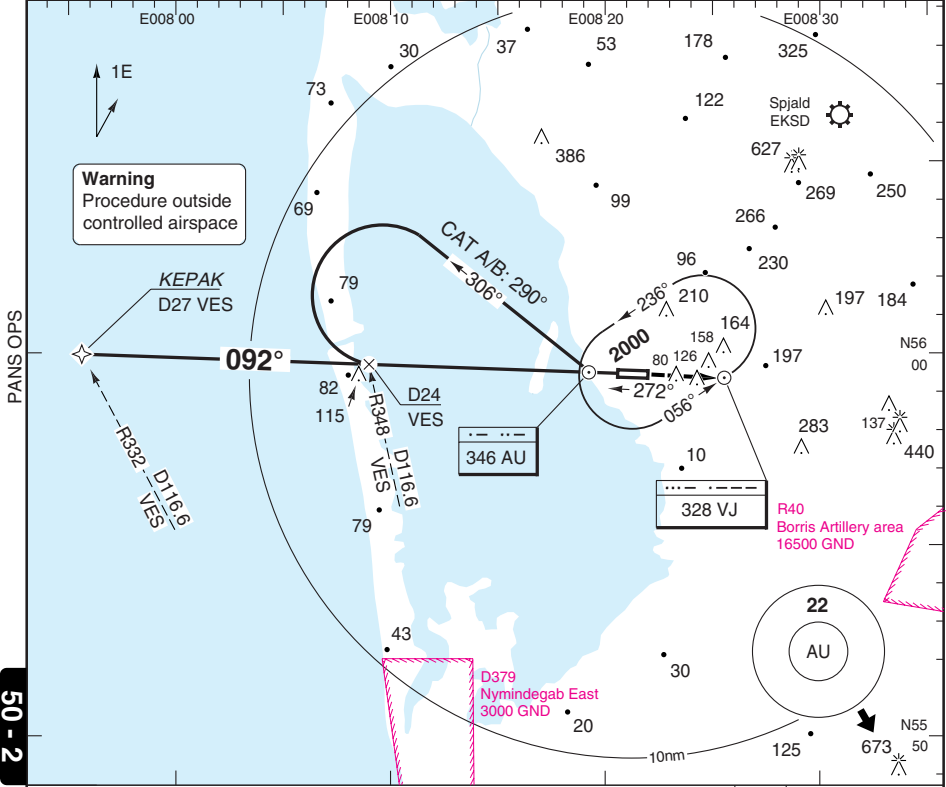 E008 00
E008 10
E008 20
E008 30
1E
30
37
53
178
325
73
122
Spjald
EKSD
386
627
269
250
99
Warning
Procedure outside
controlled airspace
69
266
230
KEPAK
D27 VES
79
CAT A/B: 290°
306°
96
236°
210
197
184
2000
164
158
PANS OPS
092°
80
126
197
N56
00
82
115
D24
VES
272°
056°
R348
D116.6
VES
R332
D116.6
VES
346 AU
283
137
440
10
328 VJ
79
R40
Borris Artillery area
16500 GND
22
AU
43
D379
Nymindegab East
3000 GND
30
20
10nm
125
673
N55
50
50 - 2